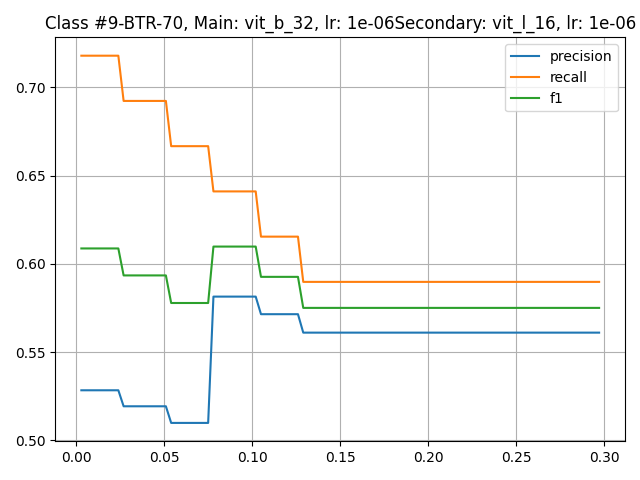 Class #9-BTR-70, Main: vit_b_32, lr: 1e-06Secondary: vit_l_16, lr: 1e-06
precision
recall
f1
0.70
0.65
0.60
0.55
0.50
0.00 0.05 0.10 0.15 0.20 0.25 0.30